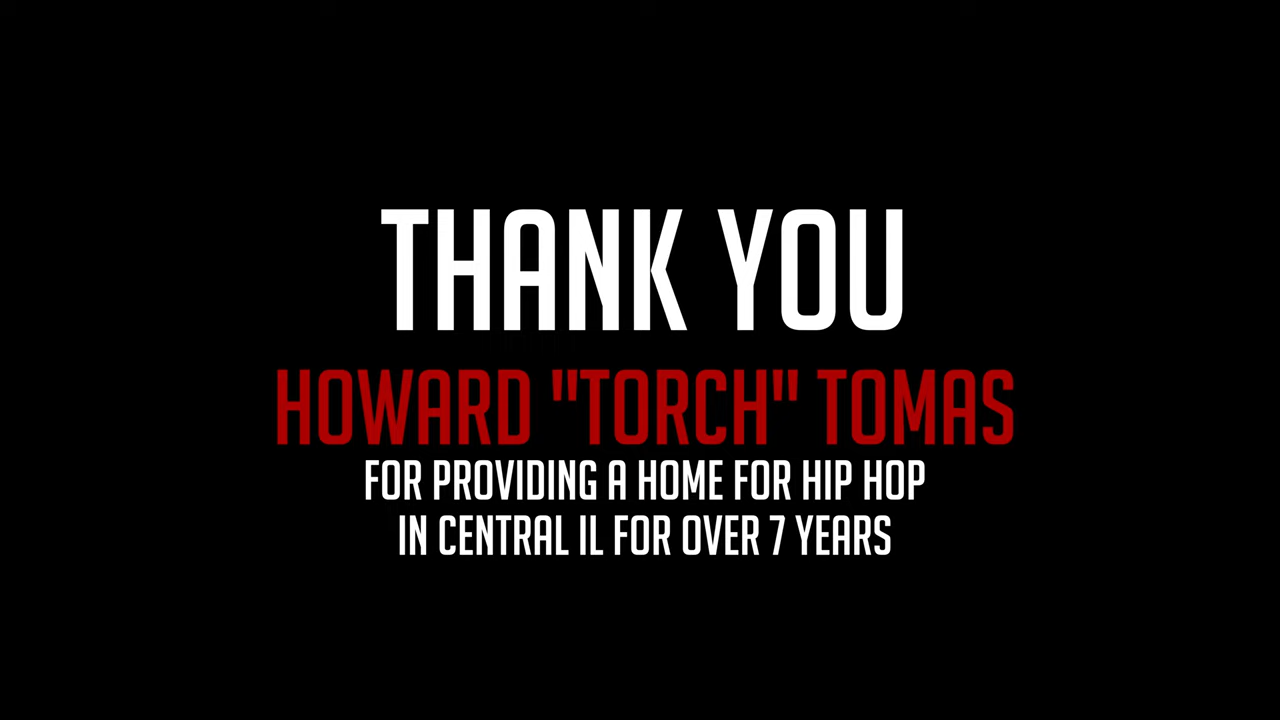 THANK YOU
HOWARD "TORCH" TOMAS
FOR PROVIDING A HOME FOR HIP HOP
IN CENTRAL IL FOR OVER 7 YEARS